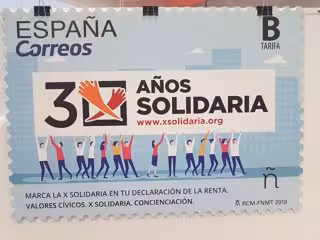 ESPAÑA
Correos
B
TARIFA
30 AÑOS
SOLIDARIA
www.xsolidaria.org
MARCA LA X SOLIDARIA EN TU DECLARACIÓN DE LA RENTA.
VALORES CÍVICOS. X SOLIDARIA, CONCIENCIACIÓN.
Ñ
RCM-FNMT 2019